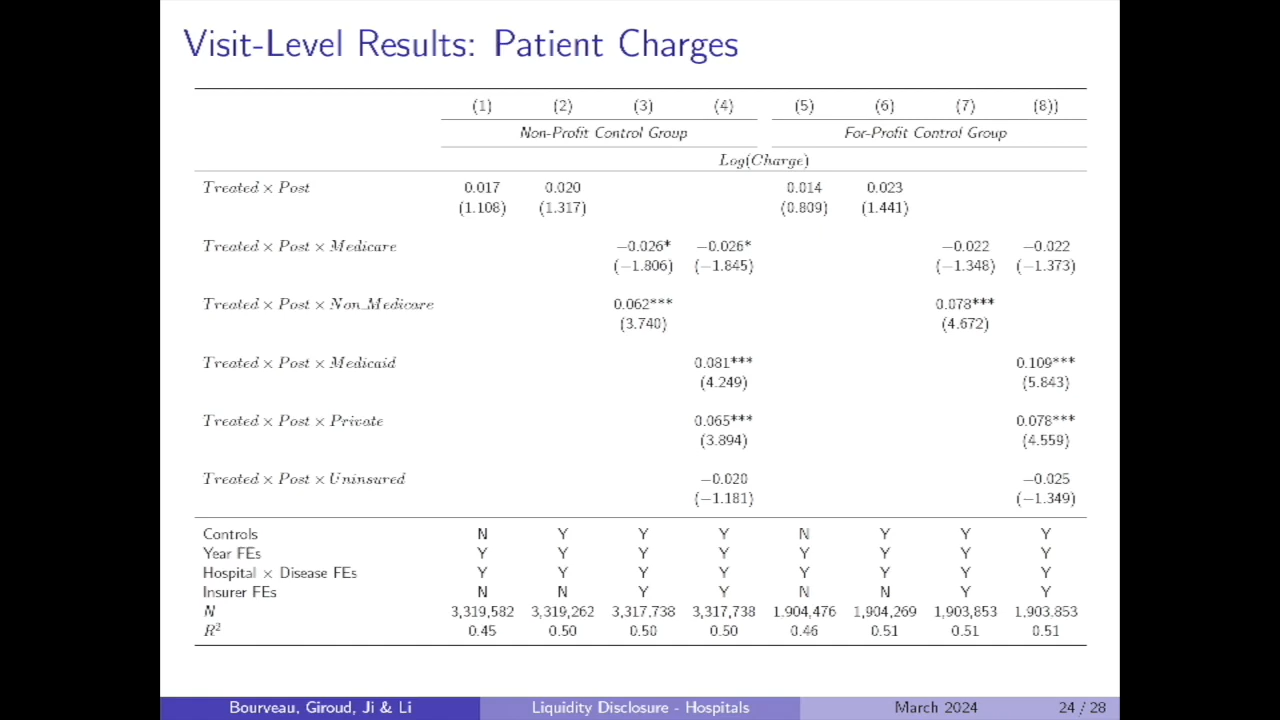 Visit-Level Results: Patient Charges
(1) (2) (3) (4) (5) (6) (7) (8))
Non-Profit Control Group For-Profit Control Group
Log(Charge)
Treated × Post 0.017 0.020 0.014 0.023
(1.108) (1.317) (0.809) (1.441)
Treated × Post × Medicare −0.026* −0.026* −0.022 −0.022
(−1.806) (−1.845) (−1.348) (−1.373)
Treated × Post × Non_Medicare 0.062*** 0.078***
(3.740) (4.672)
Treated × Post × Medicaid 0.081*** 0.109***
(4.249) (5.843)
Treated × Post × Private 0.065*** 0.078***
(3.894) (4.559)
Treated × Post × Uninsured −0.020 −0.025
(−1.181) (−1.349)
Controls N Y Y Y N Y Y Y
Year FEs Y Y Y Y Y Y Y Y
Hospital × Disease FEs Y Y Y Y Y Y Y Y
Insurer FEs N N Y Y N N Y Y
N 3,319,582 3,319,262 3,317,738 3,317,738 1.904,476 1,904,269 1,903,853 1.903,853
R² 0.45 0.50 0.50 0.50 0.46 0.51 0.51 0.51
Bourveau, Giroud, Ji & Li Liquidity Disclosure - Hospitals March 2024 24 / 28